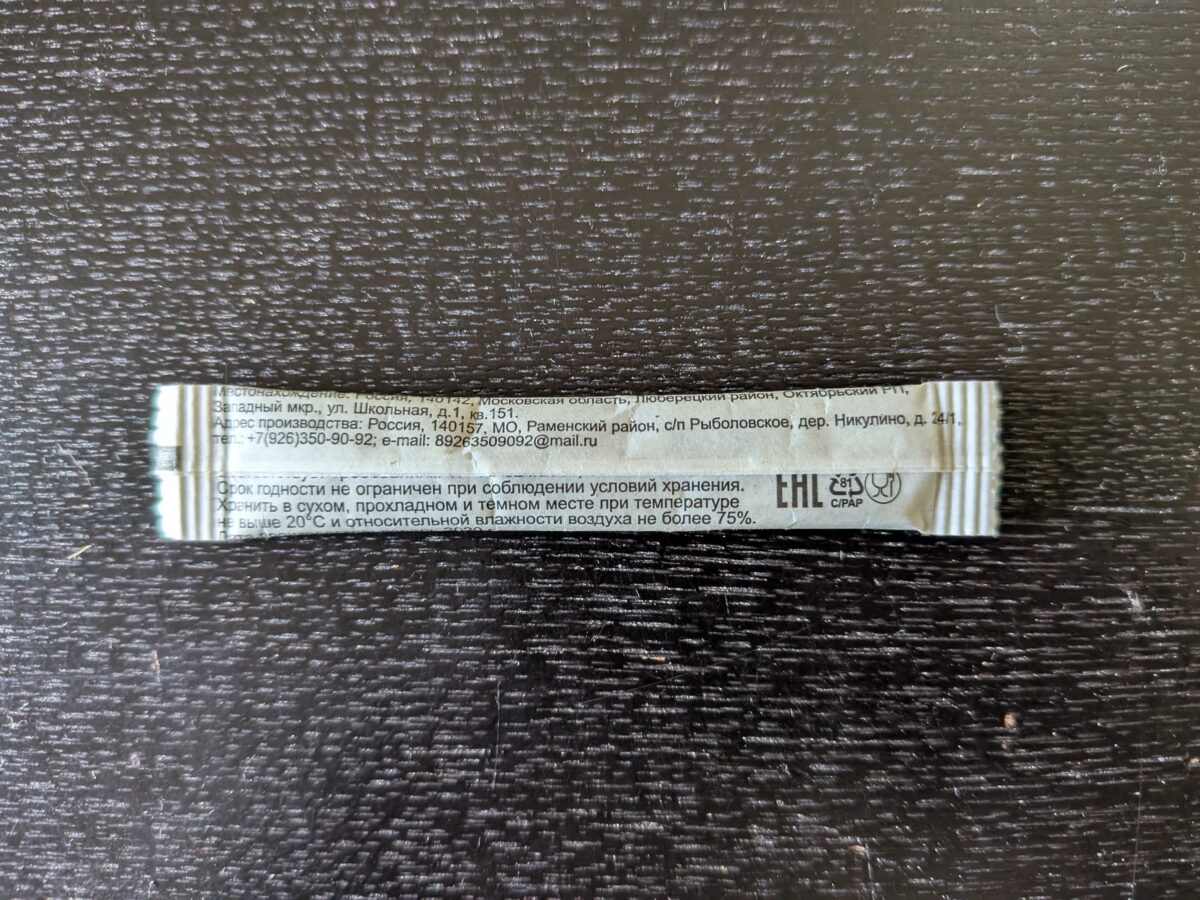 Местонахождение: Россия, 140142, Московская область, Люберецкий район, Октябрьский РП,
Западный мкр., ул. Школьная, д.1, кв.151.
Адрес производства: Россия, 140157, МО, Раменский район, с/п Рыболовское, дер. Никулино, д. 24/1,
тел.: +7(926)350-90-92; e-mail: 89263509092@mail.ru
Срок годности не ограничен при соблюдении условий хранения.
Хранить в сухом, прохладном и тёмном месте при температуре
не выше 20°С и относительной влажности воздуха не более 75%.
EAC
81
C/PAP